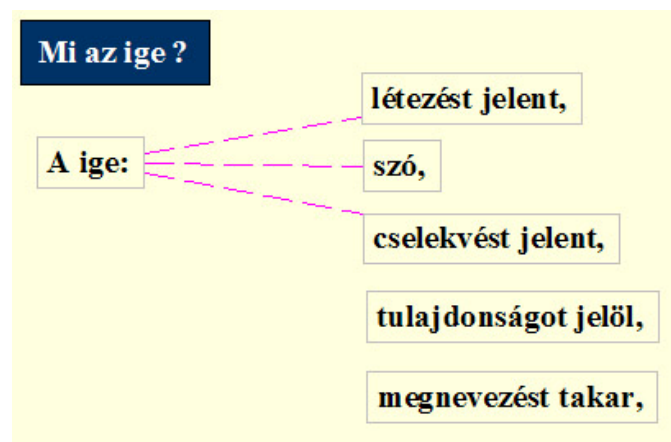 Mi az ige ?
létezést jelent,
A ige:
szó,
cselekvést jelent,
tulajdonságot jelöl,
megnevezést takar,